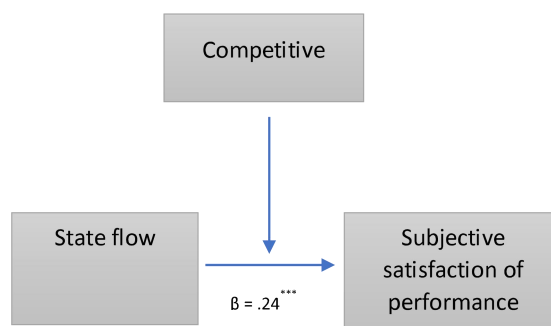 Competitive
State flow
Subjective
satisfaction of
performance
ß = .24***